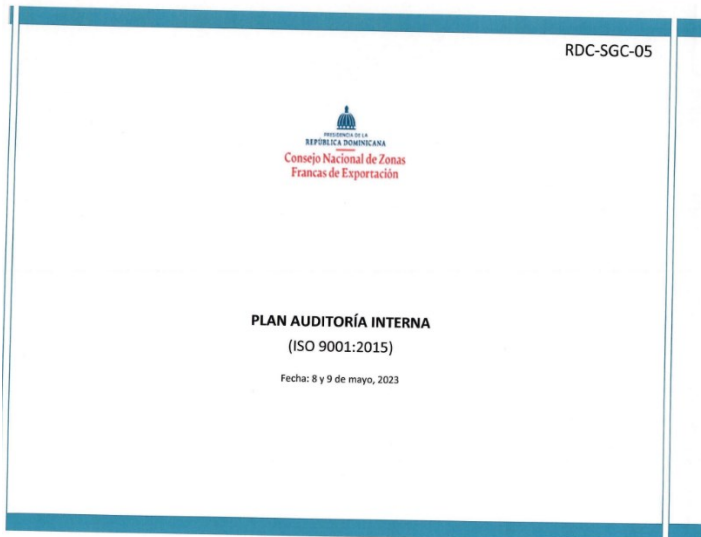 RDC-SGC-05
PRESIDENCIA DE LA
REPÚBLICA DOMINICANA
Consejo Nacional de Zonas
Francas de Exportación
PLAN AUDITORÍA INTERNA
(ISO 9001:2015)
Fecha: 8 y 9 de mayo, 2023